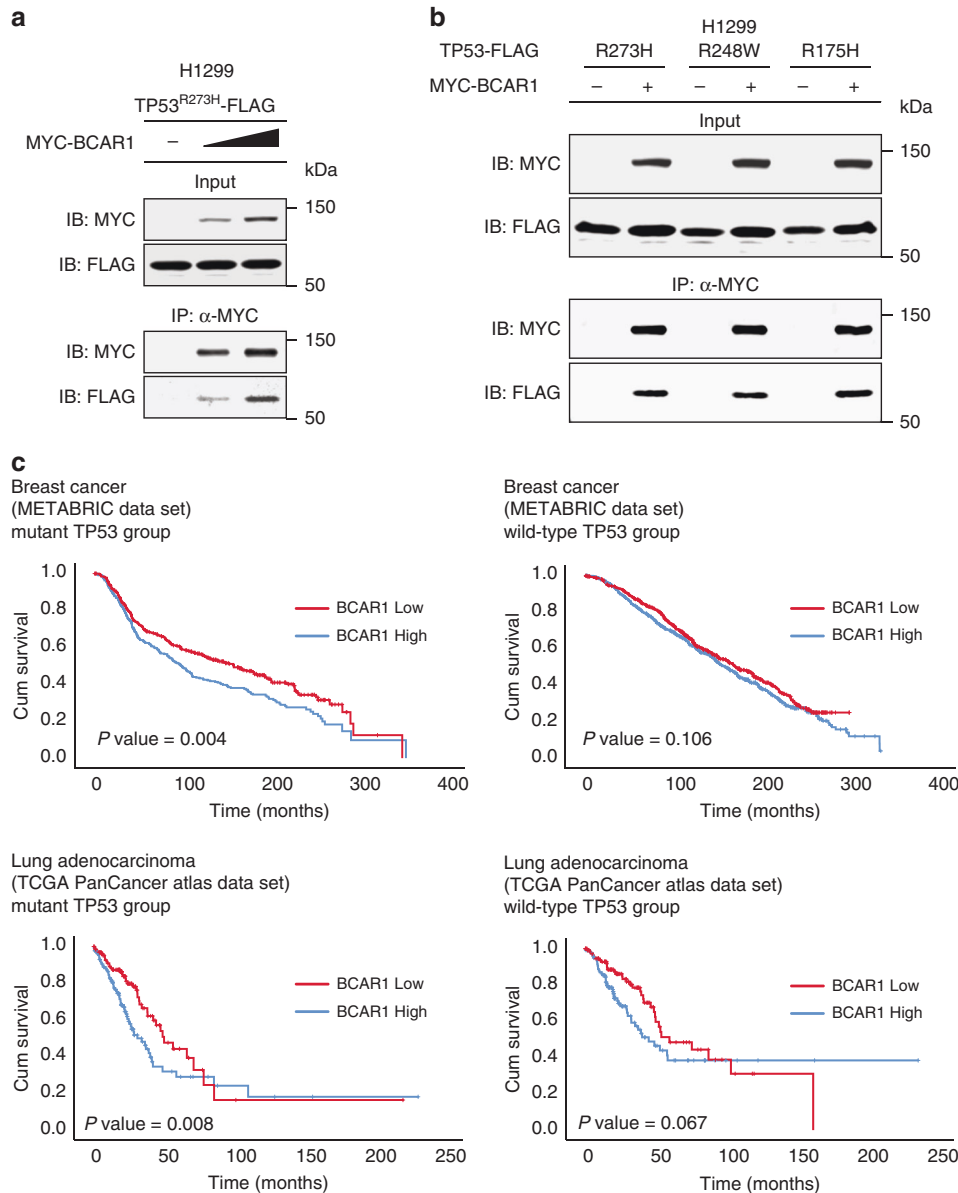 a
H1299
TP53R273H-FLAG
MYC-BCAR1 –
kDa
Input
IB: MYC
150
IB: FLAG
50
IP: α-MYC
IB: MYC
150
IB: FLAG
50
b
H1299
TP53-FLAG R273H R248W R175H
MYC-BCAR1 – + – + – +
kDa
Input
IB: MYC
150
IB: FLAG
50
IP: α-MYC
IB: MYC
150
IB: FLAG
50
c
Breast cancer
(METABRIC data set)
mutant TP53 group
1.0
0.8
0.6
0.4
0.2
0.0
Cum survival
BCAR1 Low
BCAR1 High
P value = 0.004
0 100 200 300 400
Time (months)
Breast cancer
(METABRIC data set)
wild-type TP53 group
1.0
0.8
0.6
0.4
0.2
0.0
Cum survival
BCAR1 Low
BCAR1 High
P value = 0.106
0 100 200 300 400
Time (months)
Lung adenocarcinoma
(TCGA PanCancer atlas data set)
mutant TP53 group
1.0
0.8
0.6
0.4
0.2
0.0
Cum survival
BCAR1 Low
BCAR1 High
P value = 0.008
0 50 100 150 200 250
Time (months)
Lung adenocarcinoma
(TCGA PanCancer atlas data set)
wild-type TP53 group
1.0
0.8
0.6
0.4
0.2
0.0
Cum survival
BCAR1 Low
BCAR1 High
P value = 0.067
0 50 100 150 200 250
Time (months)